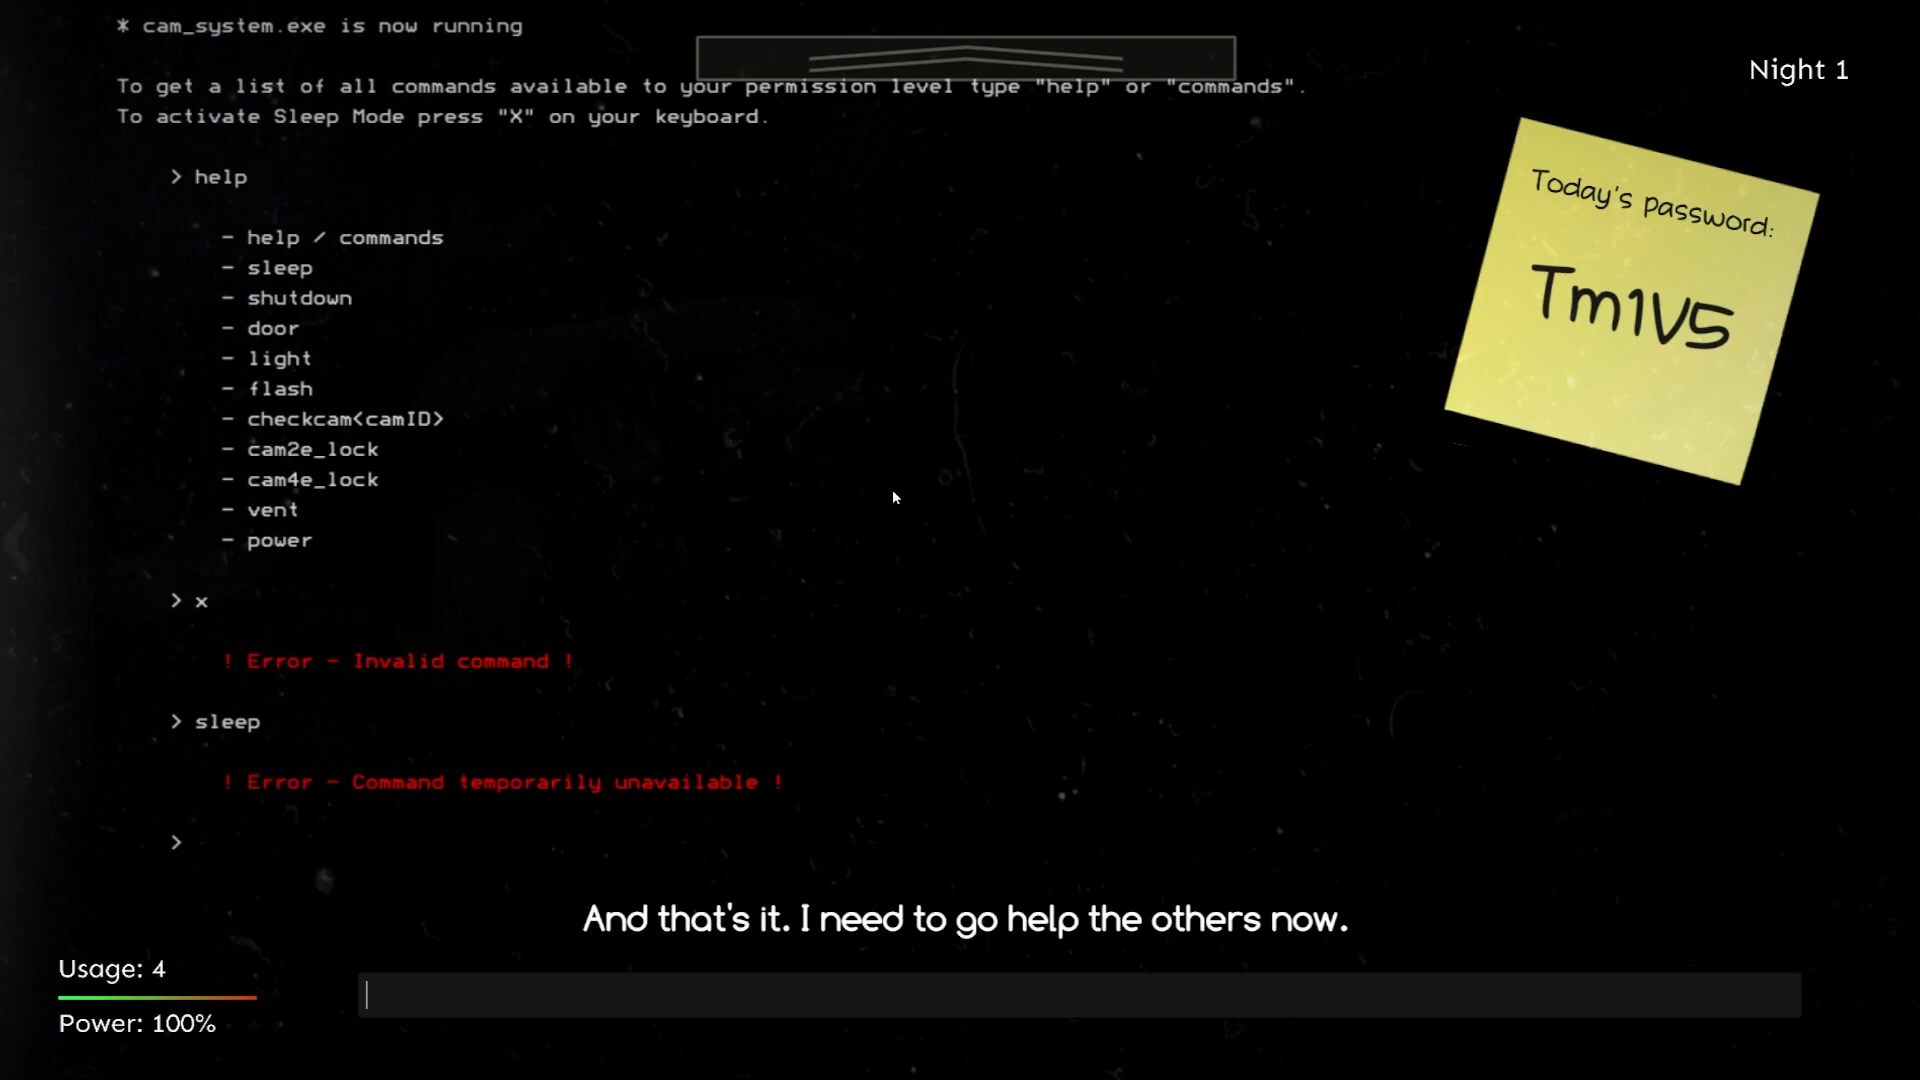 * cam_system.exe is now running
Night 1
To get a list of all commands available to your permission level type "help" or "commands".
To activate Sleep Mode press "X" on your keyboard.
Today's password:
Tm1V5
> help
- help / commands
- sleep
- shutdown
- door
- light
- flash
- checkcam<camID>
- cam2e_lock
- cam4e_lock
- vent
- power
> x
! Error - Invalid command !
> sleep
! Error - Command temporarily unavailable !
>
And that's it. I need to go help the others now.
Usage: 4
Power: 100%